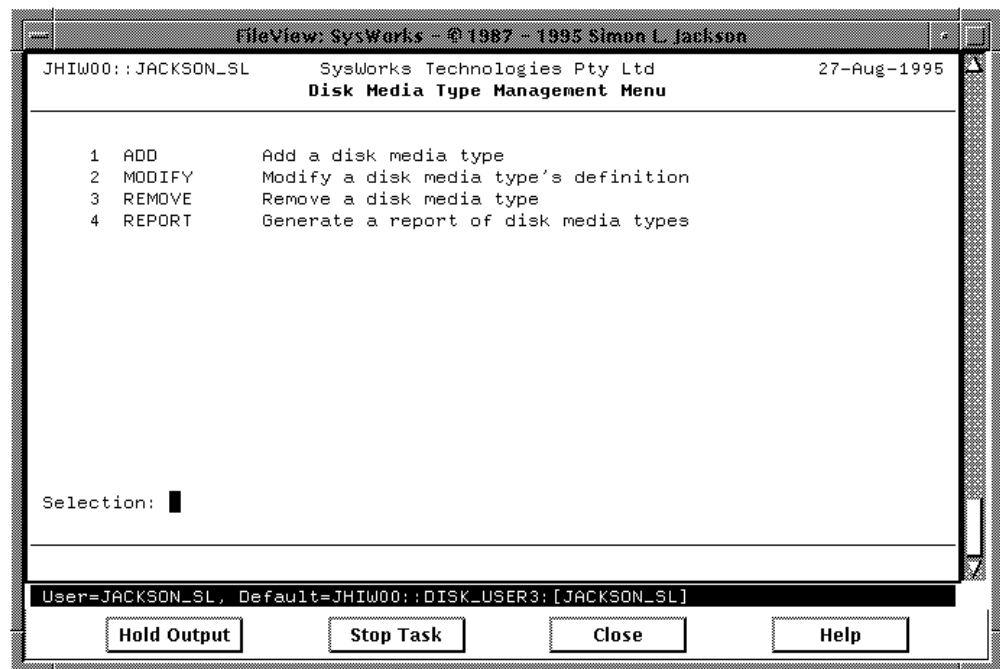 FileView: SysWorks - © 1987 - 1995 Simon L. Jackson
JHIW00::JACKSON_SL SysWorks Technologies Pty Ltd 27-Aug-1995
Disk Media Type Management Menu
1 ADD Add a disk media type
2 MODIFY Modify a disk media type's definition
3 REMOVE Remove a disk media type
4 REPORT Generate a report of disk media types
Selection:
User=JACKSON_SL, Default=JHIW00::DISK_USER3:[JACKSON_SL]
Hold Output Stop Task Close Help